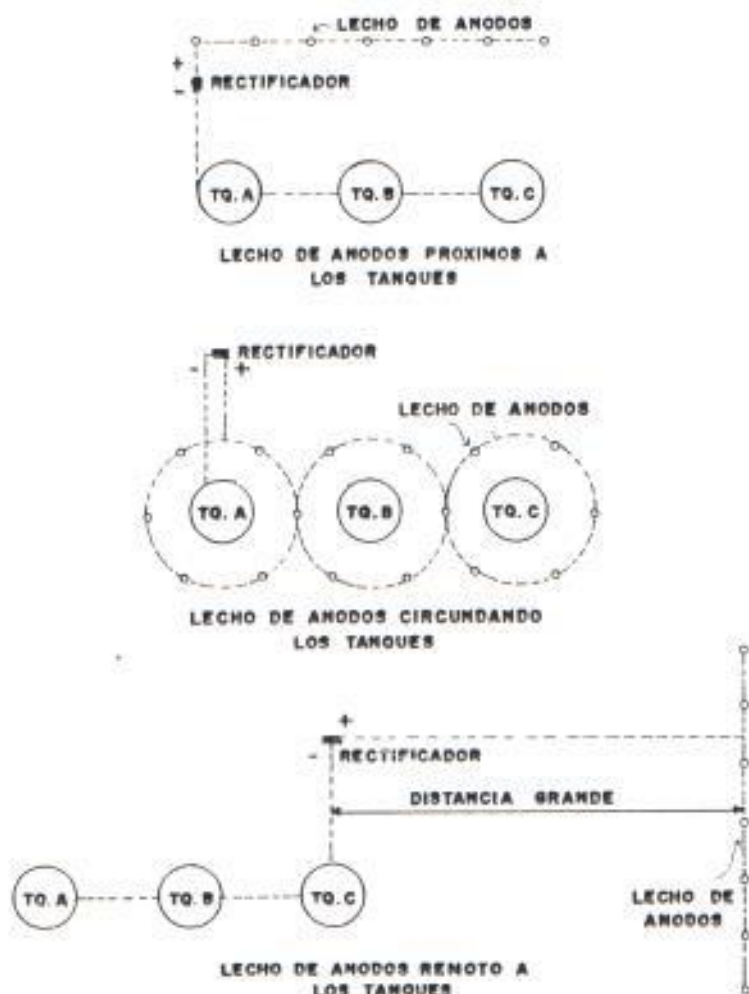 LECHO DE ANODOS
+
- RECTIFICADOR
TQ. A
TQ. B
TQ. C
LECHO DE ANODOS PROXIMOS A
LOS TANQUES
RECTIFICADOR
- +
LECHO DE ANODOS
TQ. A
TQ. B
TQ. C
LECHO DE ANODOS CIRCUNDANDO
LOS TANQUES
+
- RECTIFICADOR
DISTANCIA GRANDE
TQ. A
TQ. B
TQ. C
LECHO DE
ANODOS
LECHO DE ANODOS REMOTO A
LOS TANQUES